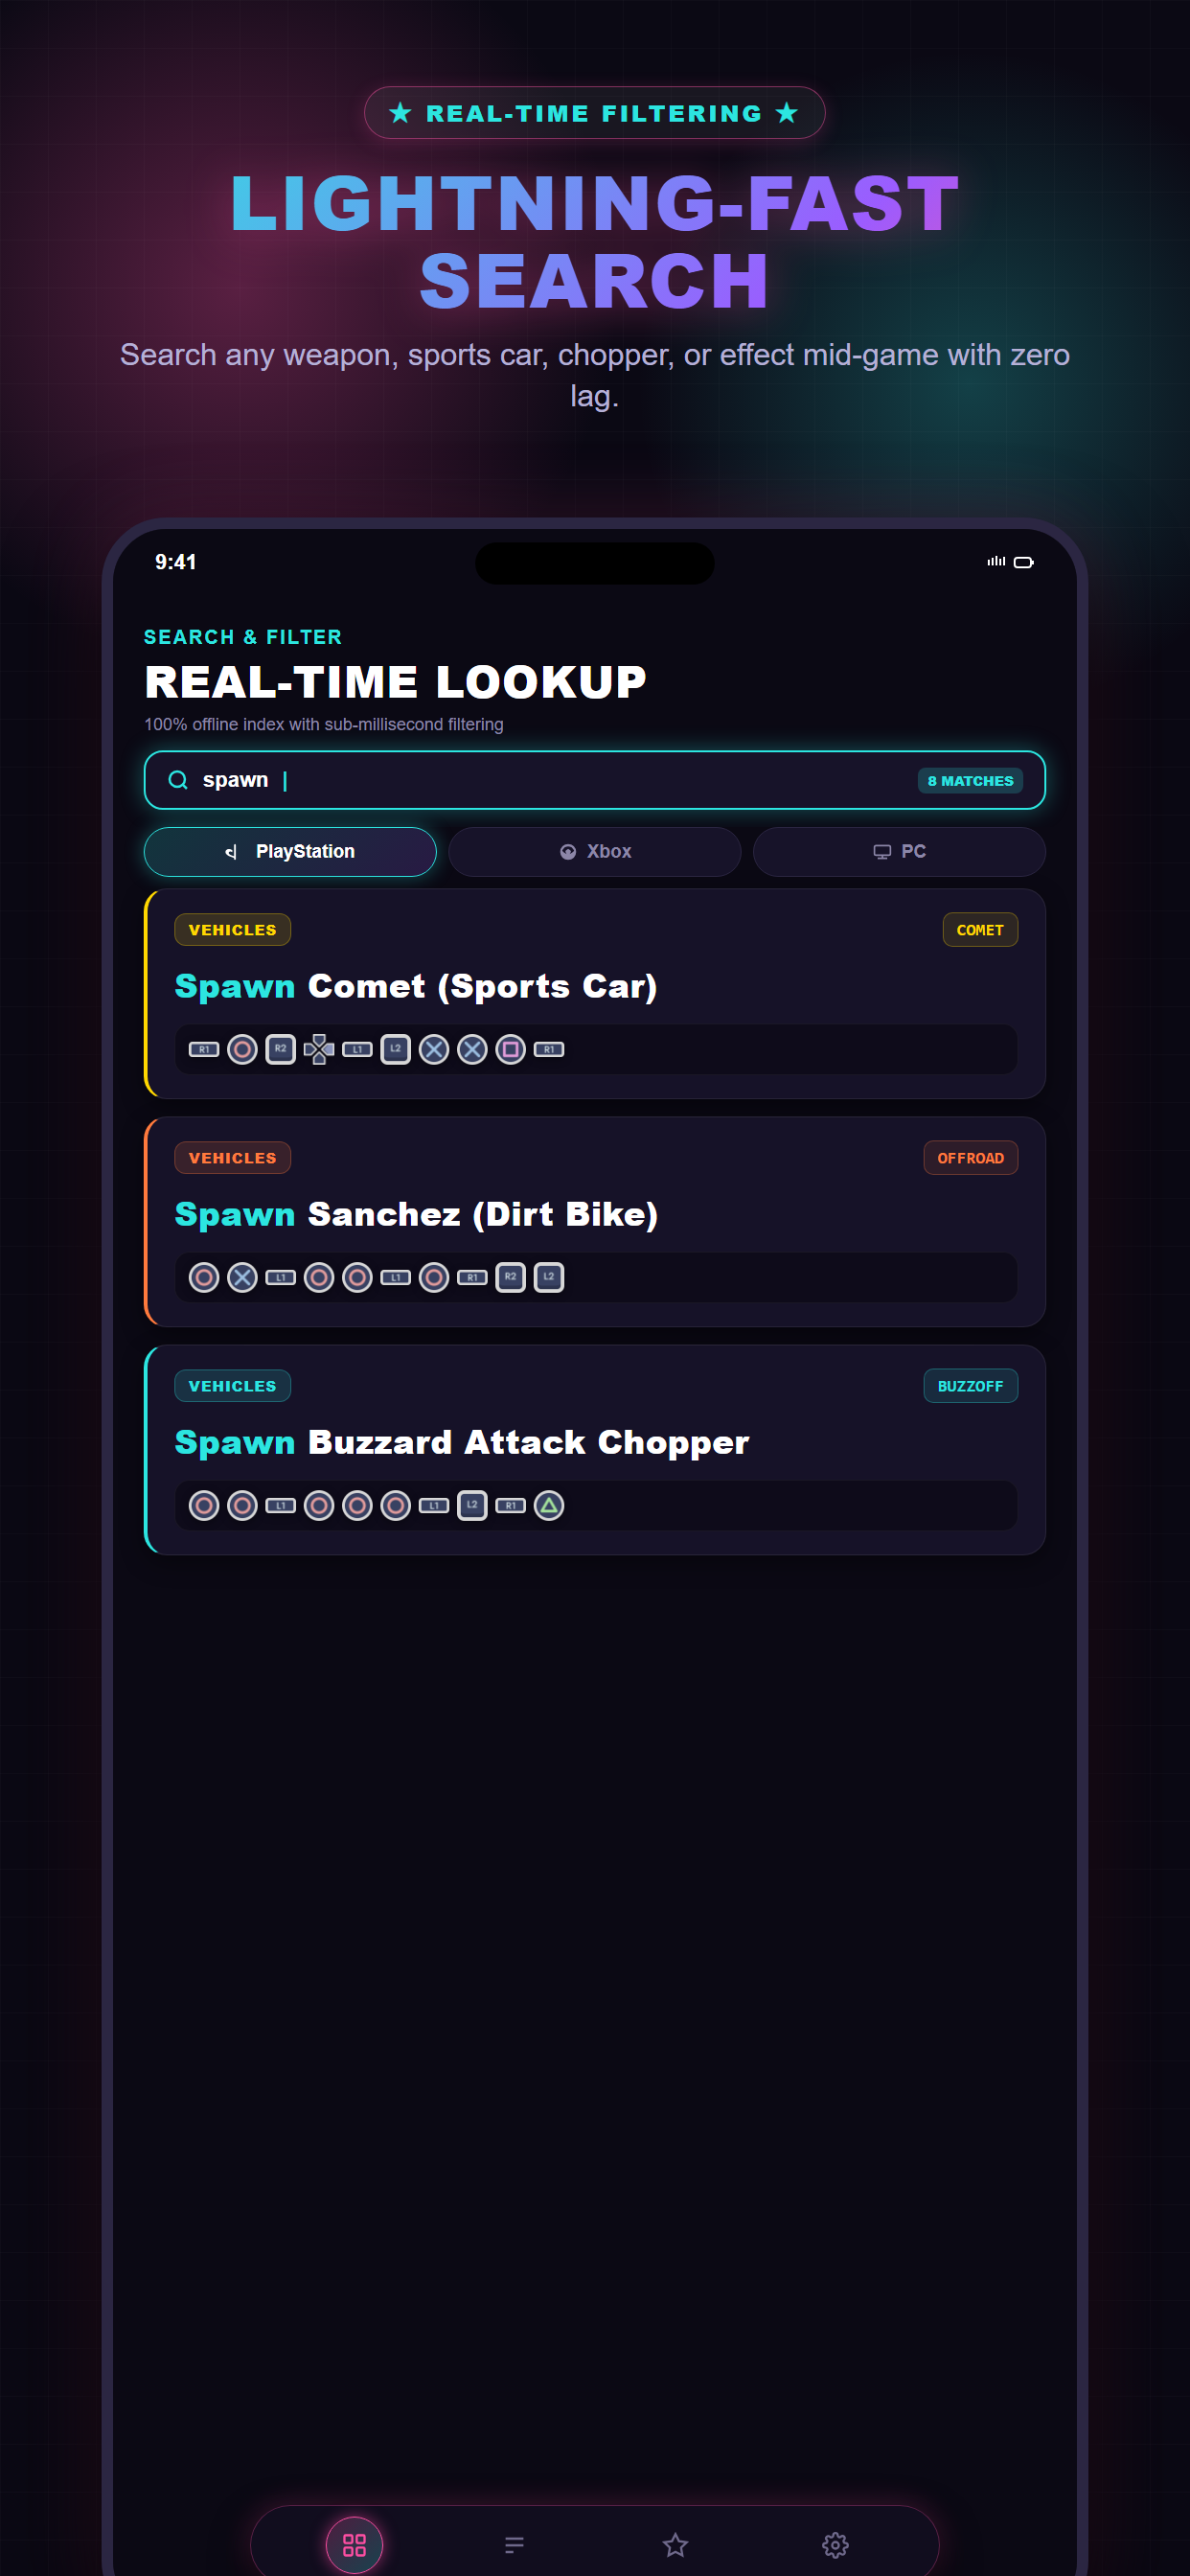 ★ REAL-TIME FILTERING ★
LIGHTNING-FAST
SEARCH
Search any weapon, sports car, chopper, or effect mid-game with zero
lag.
9:41
SEARCH & FILTER
REAL-TIME LOOKUP
100% offline index with sub-millisecond filtering
spawn
8 MATCHES
PlayStation
Xbox
PC
VEHICLES
COMET
Spawn Comet (Sports Car)
R1 R2 L1 L2 R1
VEHICLES
OFFROAD
Spawn Sanchez (Dirt Bike)
L1 L1 R1 R2 L2
VEHICLES
BUZZOFF
Spawn Buzzard Attack Chopper
L1 L1 L2 R1